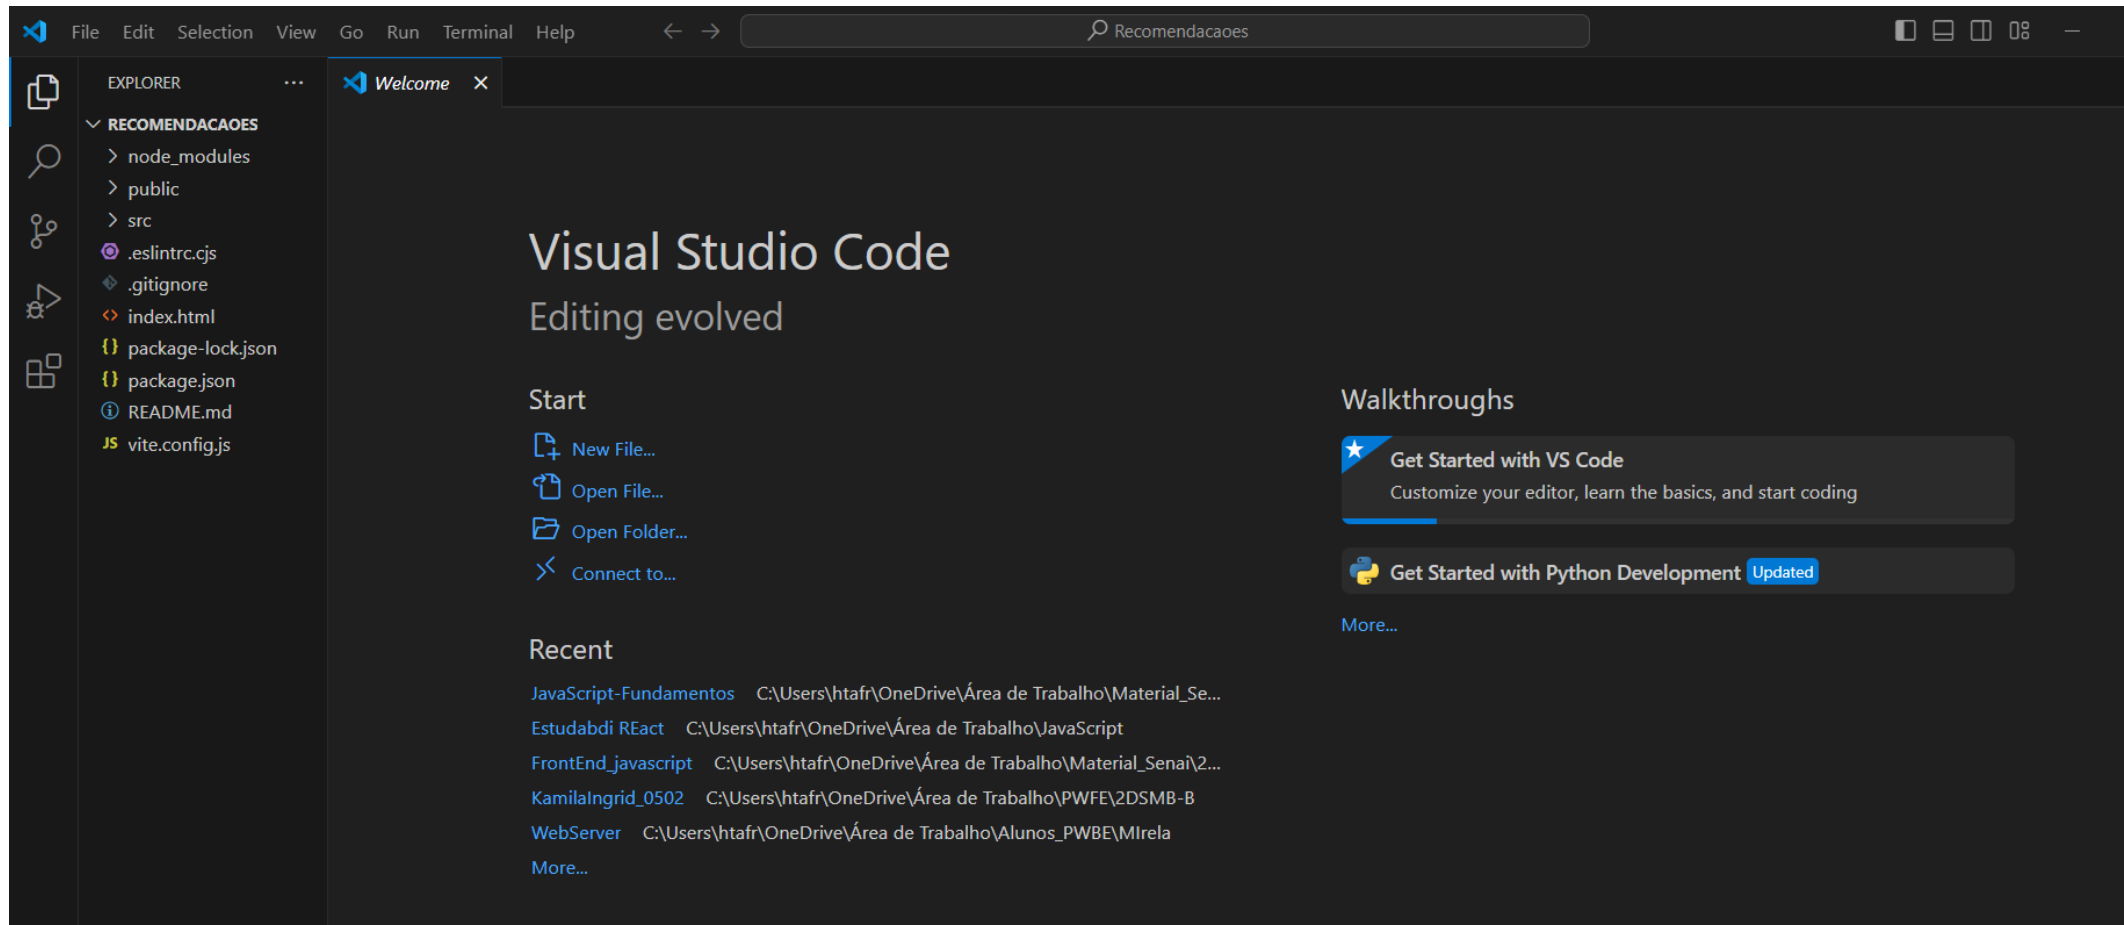 File Edit Selection View Go Run Terminal Help Recomendacaoes
EXPLORER
Welcome
RECOMENDACAOES
node_modules
public
src
.eslintrc.cjs
.gitignore
index.html
package-lock.json
package.json
README.md
JS vite.config.js
Visual Studio Code
Editing evolved
Start
New File...
Open File...
Open Folder...
Connect to...
Recent
JavaScript-Fundamentos C:\Users\htafr\OneDrive\Área de Trabalho\Material_Se...
Estudabdi REact C:\Users\htafr\OneDrive\Área de Trabalho\JavaScript
FrontEnd_javascript C:\Users\htafr\OneDrive\Área de Trabalho\Material_Senai\2...
KamilaIngrid_0502 C:\Users\htafr\OneDrive\Área de Trabalho\PWFE\2DSMB-B
WebServer C:\Users\htafr\OneDrive\Área de Trabalho\Alunos_PWBE\MIrela
More...
Walkthroughs
Get Started with VS Code
Customize your editor, learn the basics, and start coding
Get Started with Python Development Updated
More...